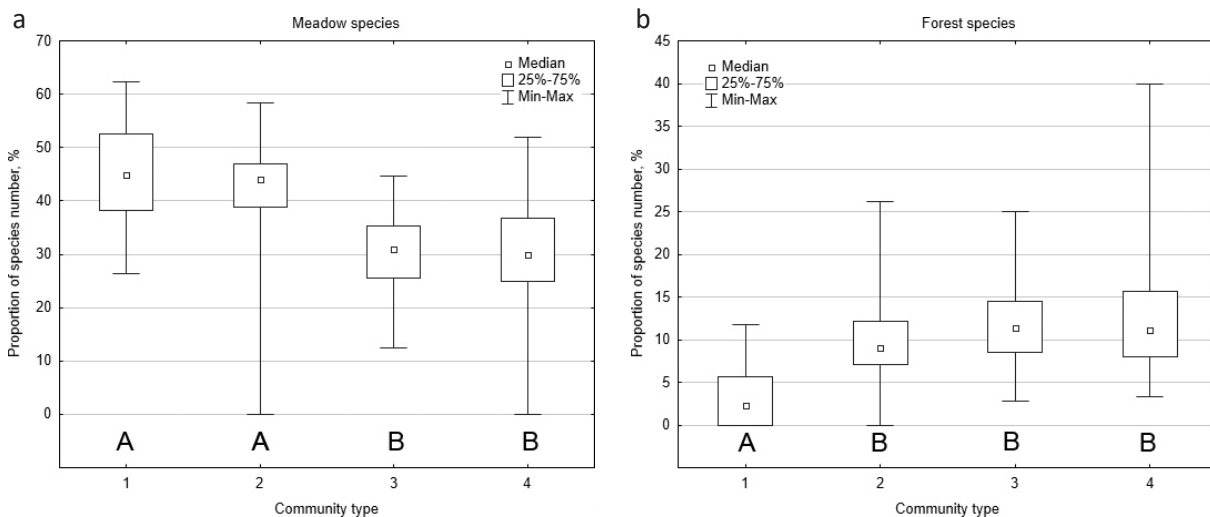 a
Meadow species
Proportion of species number, %
70
60
50
40
30
20
10
0
Median
25%-75%
Min-Max
A A B B
1 2 3 4
Community type
b
Forest species
Proportion of species number, %
45
40
35
30
25
20
15
10
5
0
Median
25%-75%
Min-Max
A B B B
1 2 3 4
Community type